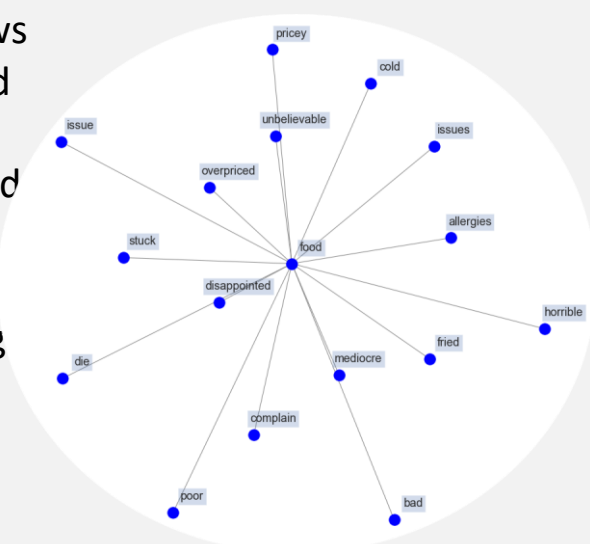 pricey
cold
unbelievable
issue
issues
overpriced
allergies
stuck
food
disappointed
horrible
fried
die
mediocre
complain
poor
bad